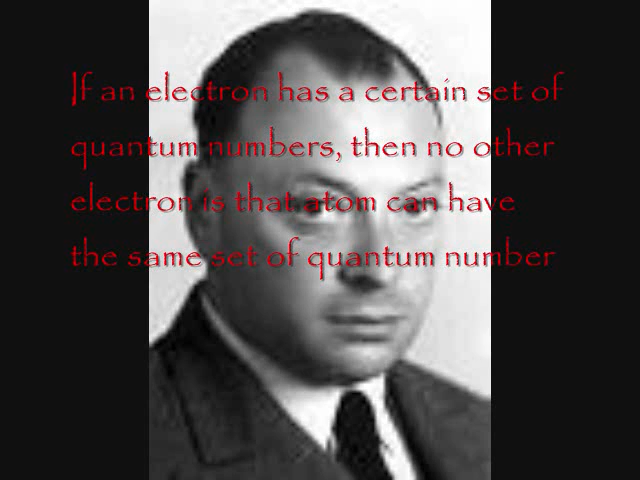 If an electron has a certain set of
quantum numbers, then no other
electron is that atom can have
the same set of quantum number